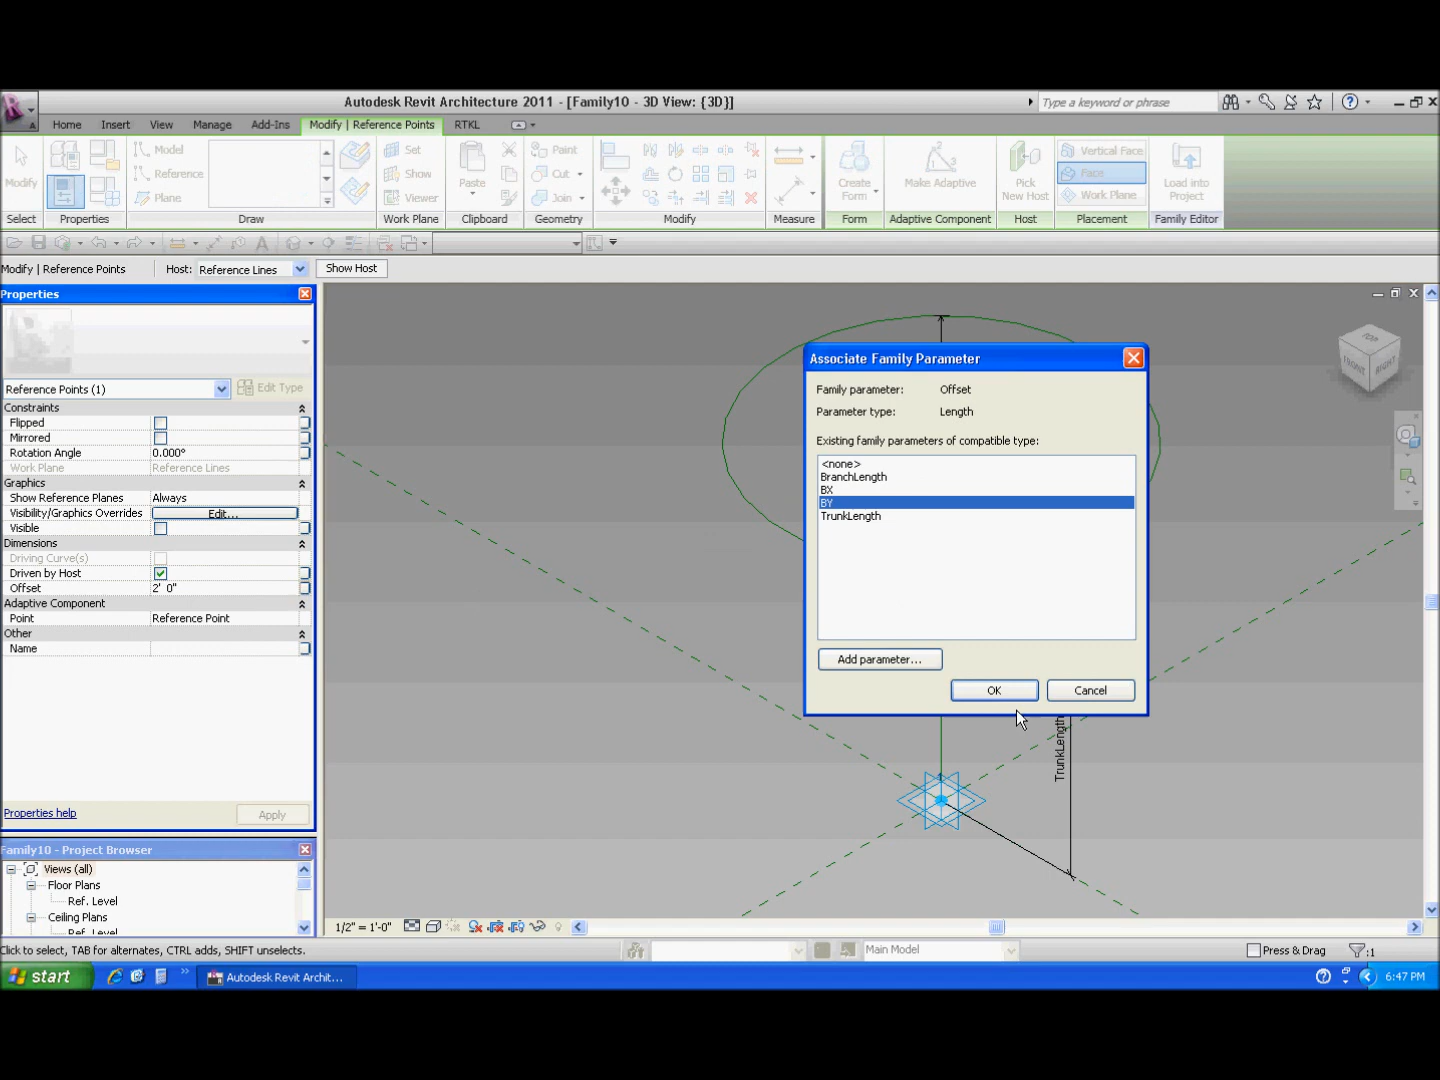 Autodesk Revit Architecture 2011 - [Family10 - 3D View: {3D}]
Type a keyword or phrase
Home Insert View Manage Add-Ins Modify | Reference Points RTKL
Modify
Model
Reference
Plane
Set
Show
Viewer
Paste
Paint
Cut
Join
Create Form
Make Adaptive
Pick New Host
Vertical Face
Face
Work Plane
Load into Project
Select Properties Draw Work Plane Clipboard Geometry Modify Measure Form Adaptive Component Host Placement Family Editor
Modify | Reference Points Host: Reference Lines Show Host
Properties
Reference Points (1) Edit Type
Constraints
Flipped
Mirrored
Rotation Angle 0.000°
Work Plane Reference Lines
Graphics
Show Reference Planes Always
Visibility/Graphics Overrides Edit...
Visible
Dimensions
Driving Curve(s)
Driven by Host
Offset 2' 0"
Adaptive Component
Point Reference Point
Other
Name
Properties help Apply
Family10 - Project Browser
Views (all)
Floor Plans
Ref. Level
Ceiling Plans
Ref. Level
TOP
FRONT
RIGHT
Associate Family Parameter
Family parameter: Offset
Parameter type: Length
Existing family parameters of compatible type:
<none>
BranchLength
BX
BY
TrunkLength
Add parameter...
OK Cancel
TrunkLength
1/2" = 1'-0"
Click to select, TAB for alternates, CTRL adds, SHIFT unselects.
Main Model
Press & Drag
:1
start
Autodesk Revit Archit...
6:47 PM